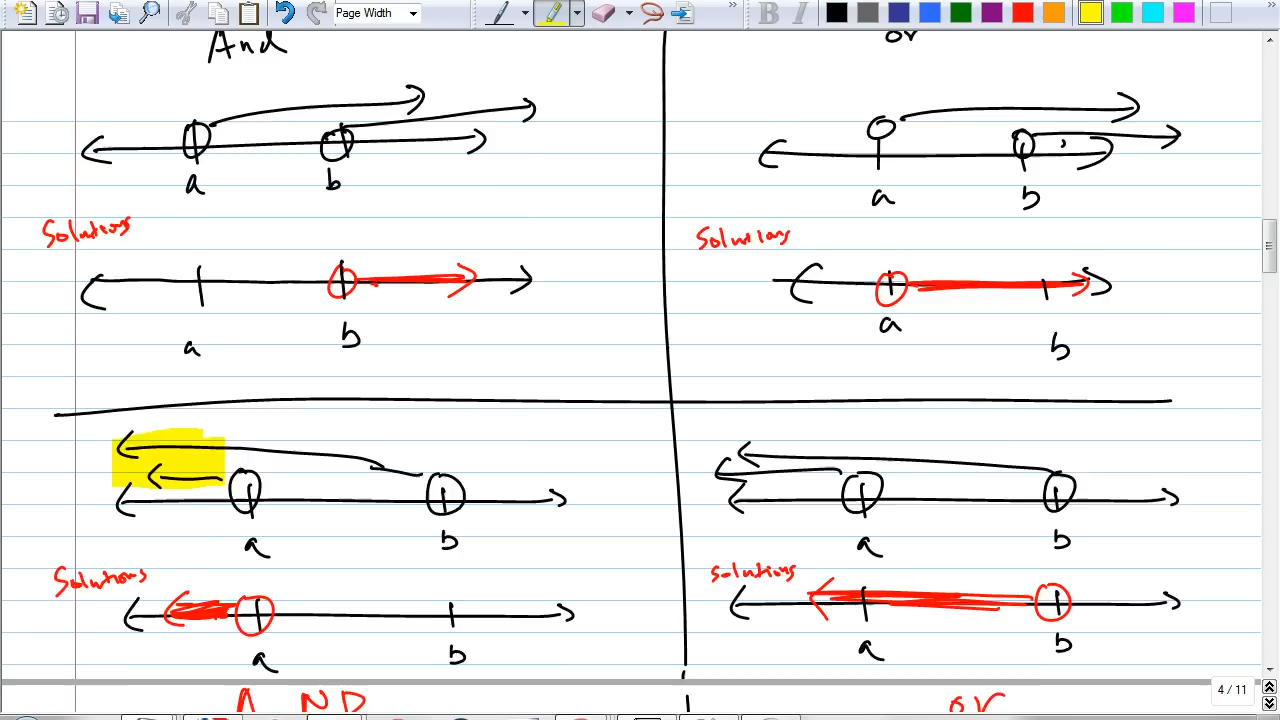 Page Width
B I
And
or
a b
a b
Solutions
Solutions
a b
a b
a b
a b
Solutions
solutions
a b
a b
4 / 11
AND
or